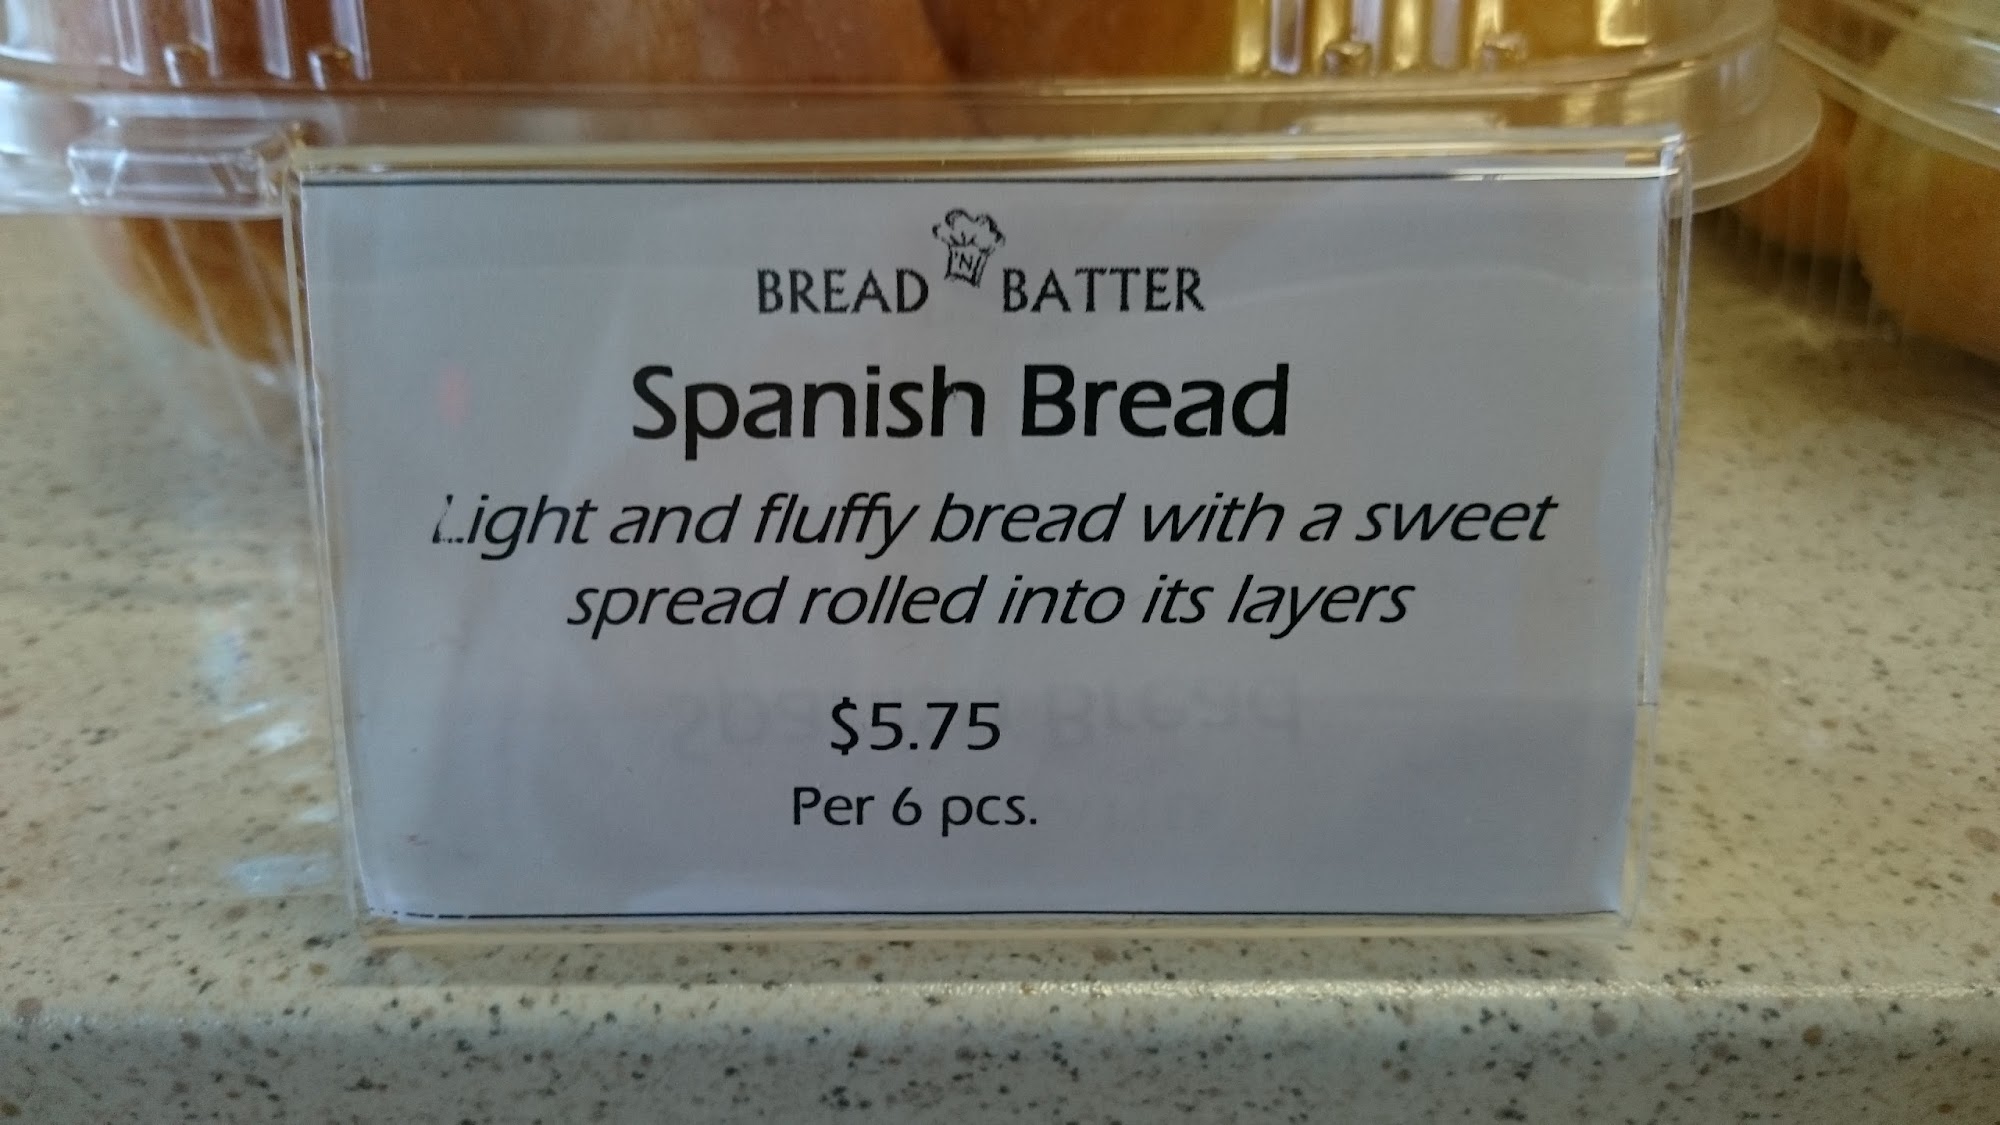 BREAD 'N BATTER
Spanish Bread
Light and fluffy bread with a sweet
spread rolled into its layers
$5.75
Per 6 pcs.